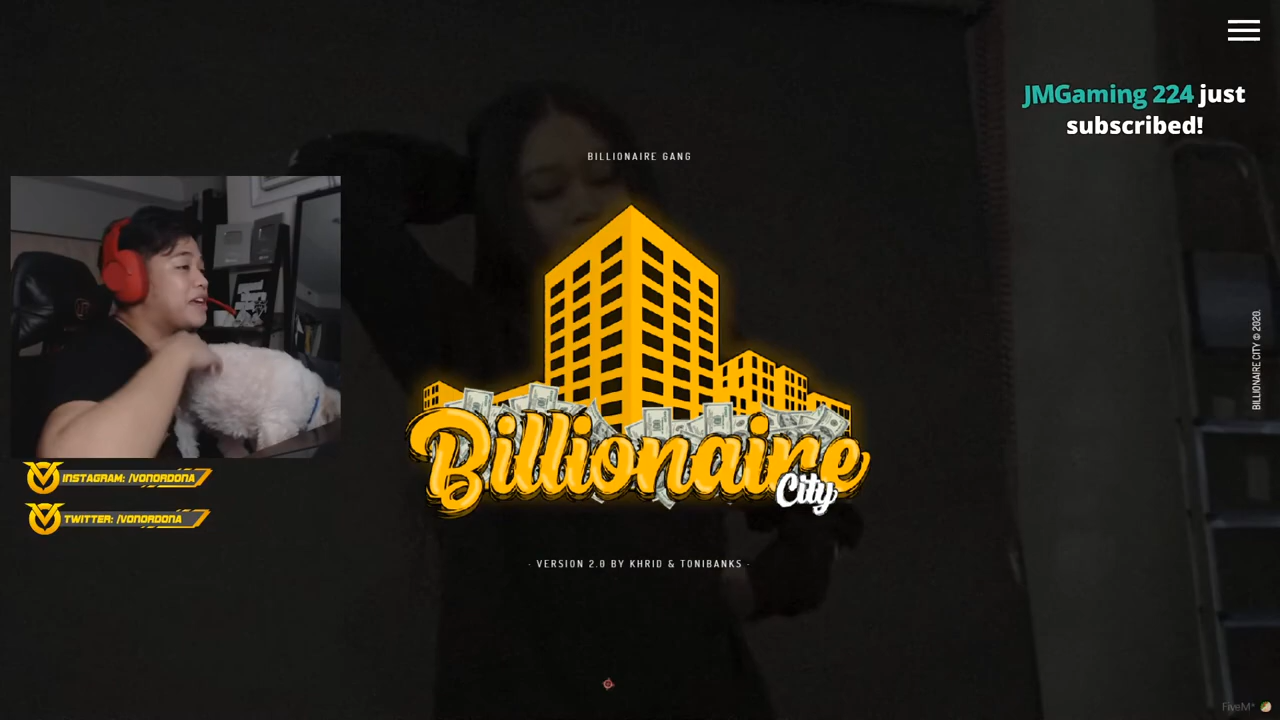 JMGaming 224 just
subscribed!
BILLIONAIRE GANG
BILLIONAIRE.CITY © 2020.
Billionaire
City
INSTAGRAM: /VONORDONA
TWITTER: /VONORDONA
- VERSION 2.0 BY KHRID & TONIBANKS -
FiveM*